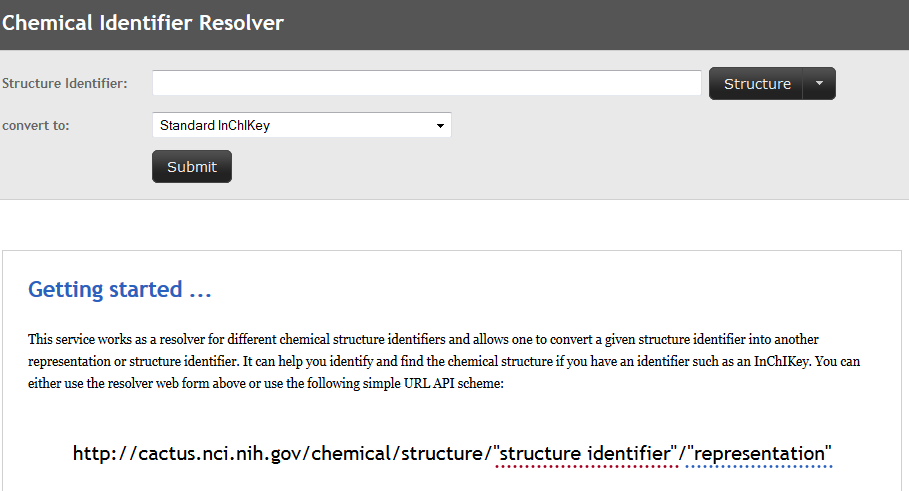 Chemical Identifier Resolver
Structure Identifier:
Structure
convert to:
Standard InChIKey
Submit
Getting started ...
This service works as a resolver for different chemical structure identifiers and allows one to convert a given structure identifier into another
representation or structure identifier. It can help you identify and find the chemical structure if you have an identifier such as an InChIKey. You can
either use the resolver web form above or use the following simple URL API scheme:
http://cactus.nci.nih.gov/chemical/structure/"structure identifier"/"representation"